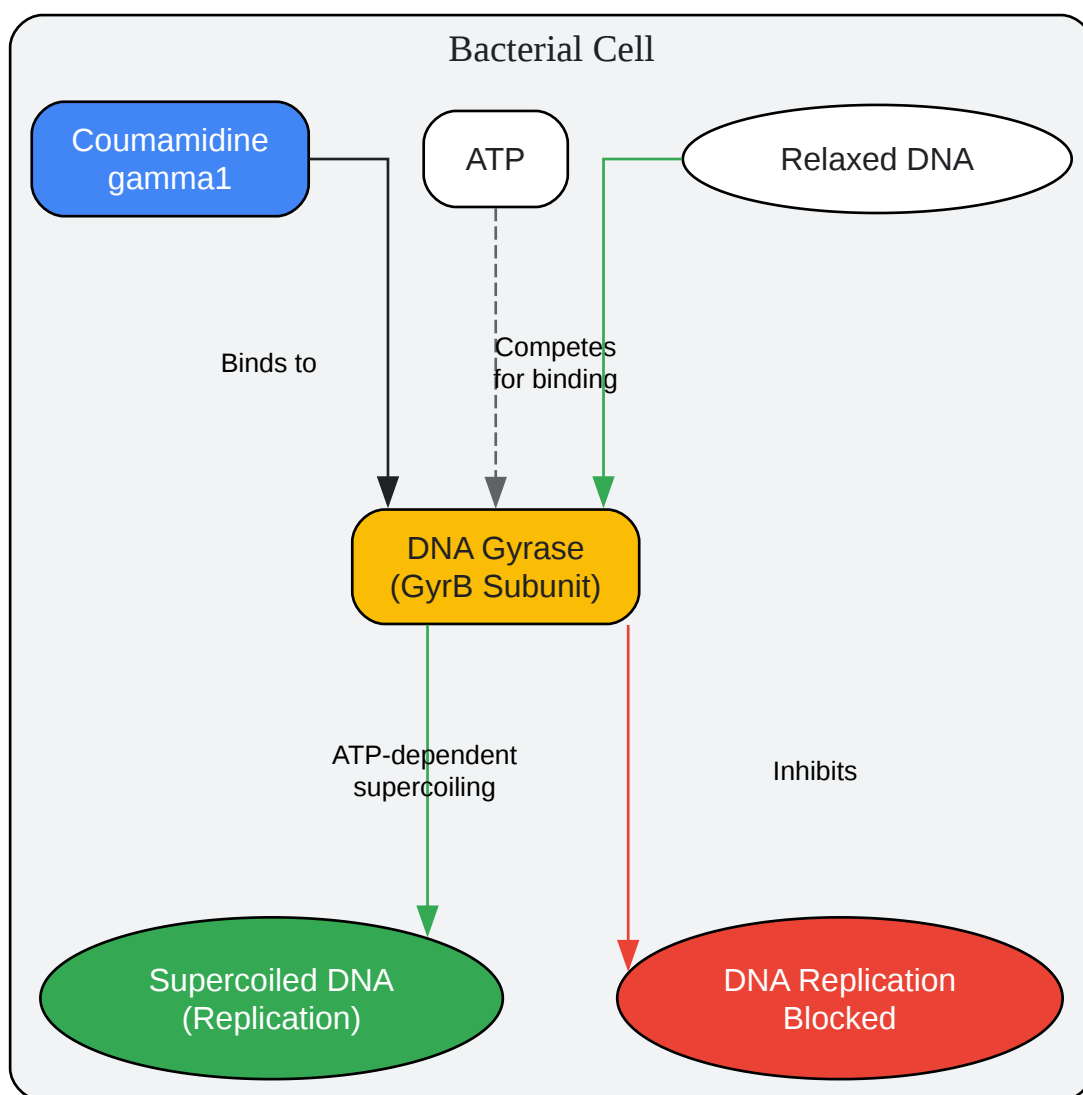 Bacterial Cell
Coumamidine
gamma1
ATP
Relaxed DNA
Binds to
Competes
for binding
DNA Gyrase
(GyrB Subunit)
ATP-dependent
supercoiling
Inhibits
Supercoiled DNA
(Replication)
DNA Replication
Blocked